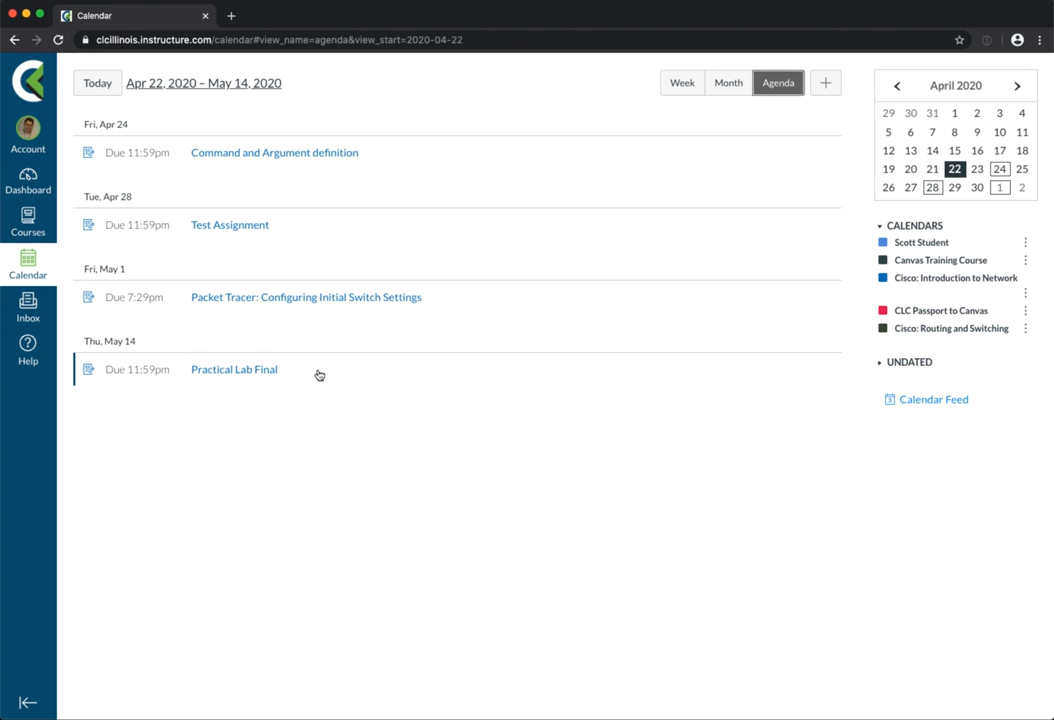 Calendar
clcillinois.instructure.com/calendar#view_name=agenda&view_start=2020-04-22
Account
Dashboard
Courses
Calendar
Inbox
Help
Today Apr 22, 2020 – May 14, 2020 Week Month Agenda
Fri, Apr 24
Due 11:59pm Command and Argument definition
Tue, Apr 28
Due 11:59pm Test Assignment
Fri, May 1
Due 7:29pm Packet Tracer: Configuring Initial Switch Settings
Thu, May 14
Due 11:59pm Practical Lab Final
April 2020
29 30 31 1 2 3 4
5 6 7 8 9 10 11
12 13 14 15 16 17 18
19 20 21 22 23 24 25
26 27 28 29 30 1 2
CALENDARS
Scott Student
Canvas Training Course
Cisco: Introduction to Network
CLC Passport to Canvas
Cisco: Routing and Switching
UNDATED
Calendar Feed